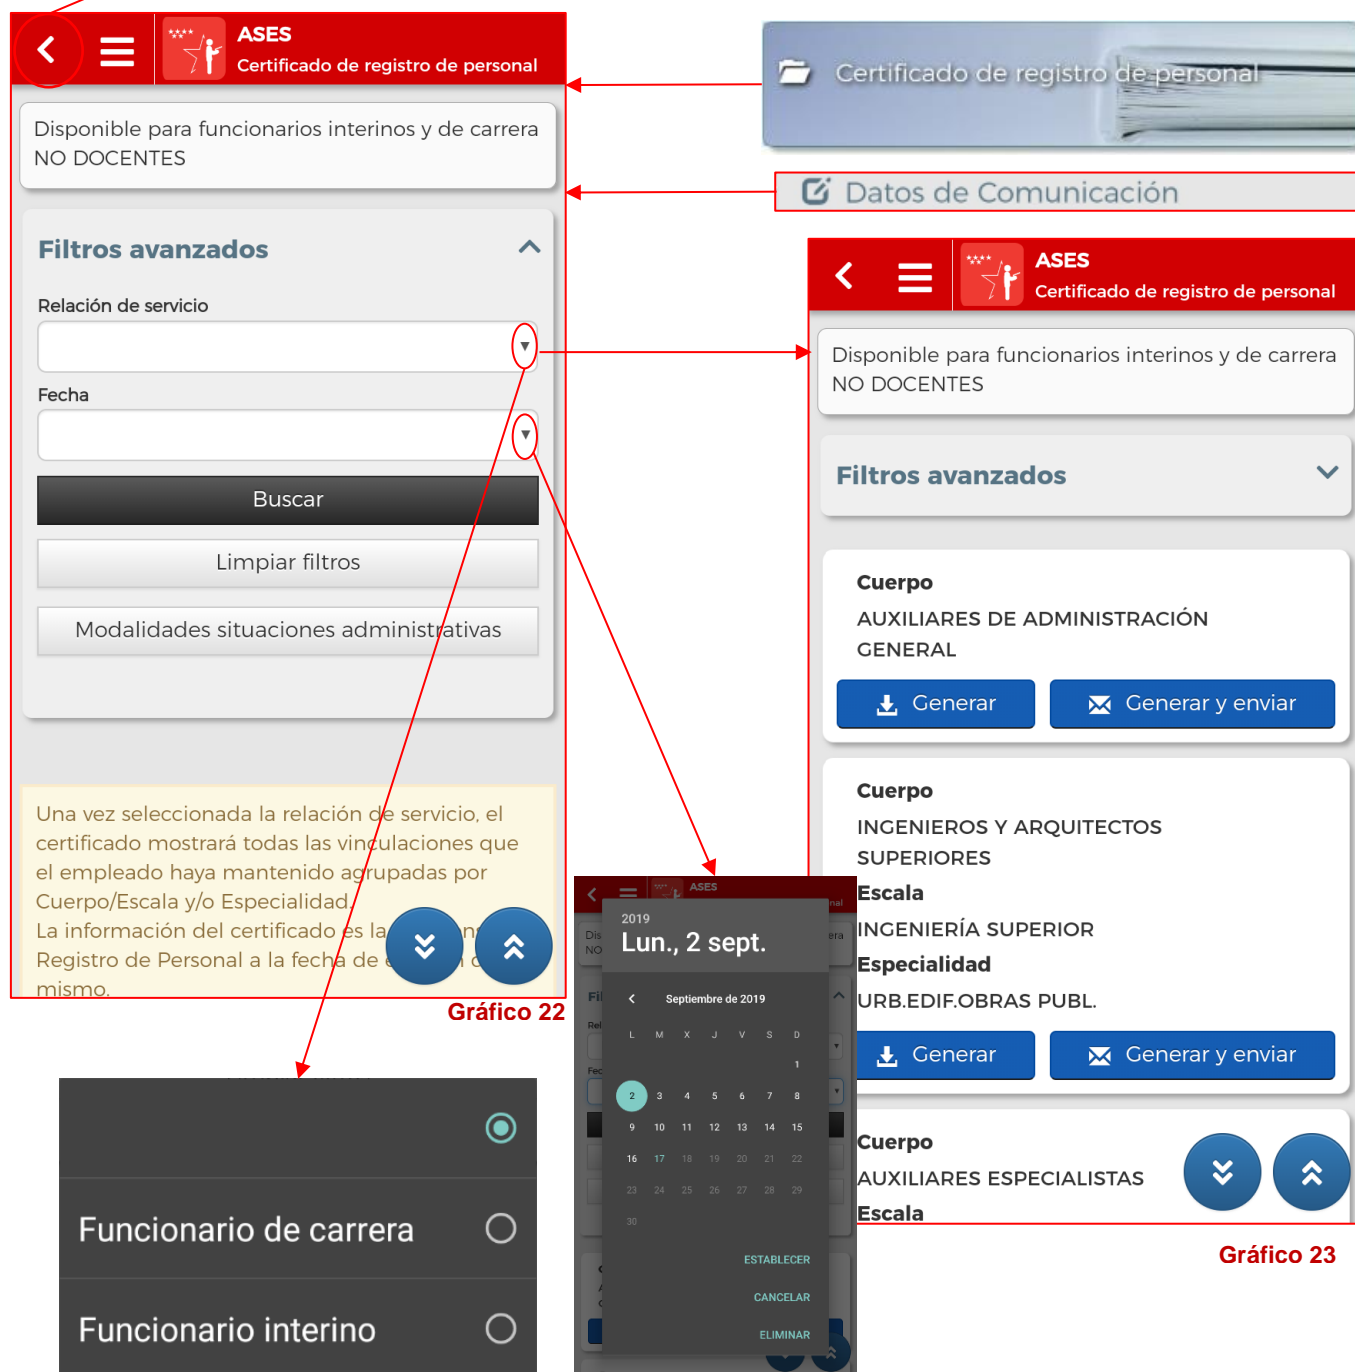 ASES
Certificado de registro de personal
Disponible para funcionarios interinos y de carrera
NO DOCENTES
Filtros avanzados
Relación de servicio
Fecha
Buscar
Limpiar filtros
Modalidades situaciones administrativas
Una vez seleccionada la relación de servicio, el
certificado mostrará todas las vinculaciones que
el empleado haya mantenido agrupadas por
Cuerpo/Escala y/o Especialidad.
La información del certificado es la
Registro de Personal a la fecha de
mismo.
Gráfico 22
Funcionario de carrera
Funcionario interino
Certificado de registro de personal
Datos de Comunicación
ASES
Certificado de registro de personal
Disponible para funcionarios interinos y de carrera
NO DOCENTES
Filtros avanzados
Cuerpo
AUXILIARES DE ADMINISTRACIÓN
GENERAL
Generar
Generar y enviar
Cuerpo
INGENIEROS Y ARQUITECTOS
SUPERIORES
Escala
INGENIERÍA SUPERIOR
Especialidad
URB.EDIF.OBRAS PUBL.
Generar
Generar y enviar
Cuerpo
AUXILIARES ESPECIALISTAS
Escala
Gráfico 23
ASES
2019
Lun., 2 sept.
Septiembre de 2019
L M X J V S D
1
2 3 4 5 6 7 8
9 10 11 12 13 14 15
16 17 18 19 20 21 22
23 24 25 26 27 28 29
30
ESTABLECER
CANCELAR
ELIMINAR